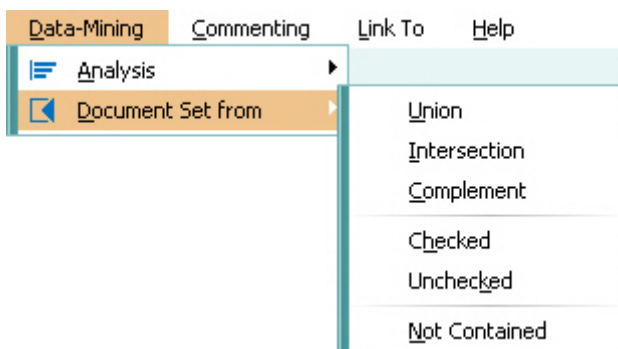 Data-Mining Commenting Link To Help
Analysis
Document Set from
Union
Intersection
Complement
Checked
Unchecked
Not Contained